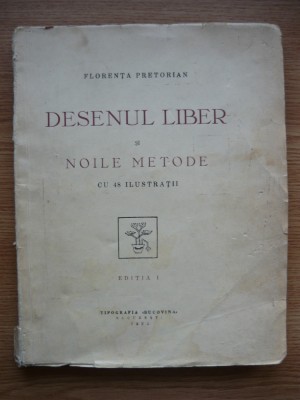 FLORENȚA PRETORIAN
DESENUL LIBER
ȘI
NOILE METODE
CU 48 ILUSTRAȚII
EDIȚIA I
TIPOGRAFIA «BUCOVINA»
BUCUREȘTI